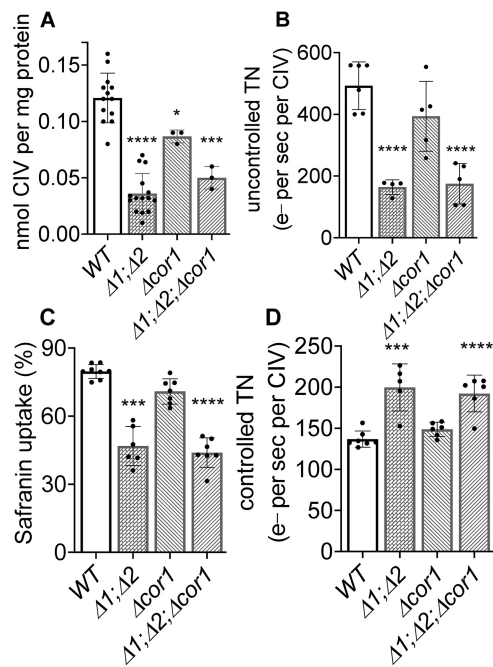 A
nmol CIV per mg protein
0.15
0.10
0.05
0.00
****
*
***
WT
Δ1;Δ2
Δcor1
Δ1;Δ2;Δcor1
B
uncontrolled TN
(e– per sec per CIV)
600
400
200
0
****
****
WT
Δ1;Δ2
Δcor1
Δ1;Δ2;Δcor1
C
Safranin uptake (%)
90
60
30
0
***
****
WT
Δ1;Δ2
Δcor1
Δ1;Δ2;Δcor1
D
controlled TN
(e– per sec per CIV)
250
200
150
100
50
0
***
****
WT
Δ1;Δ2
Δcor1
Δ1;Δ2;Δcor1